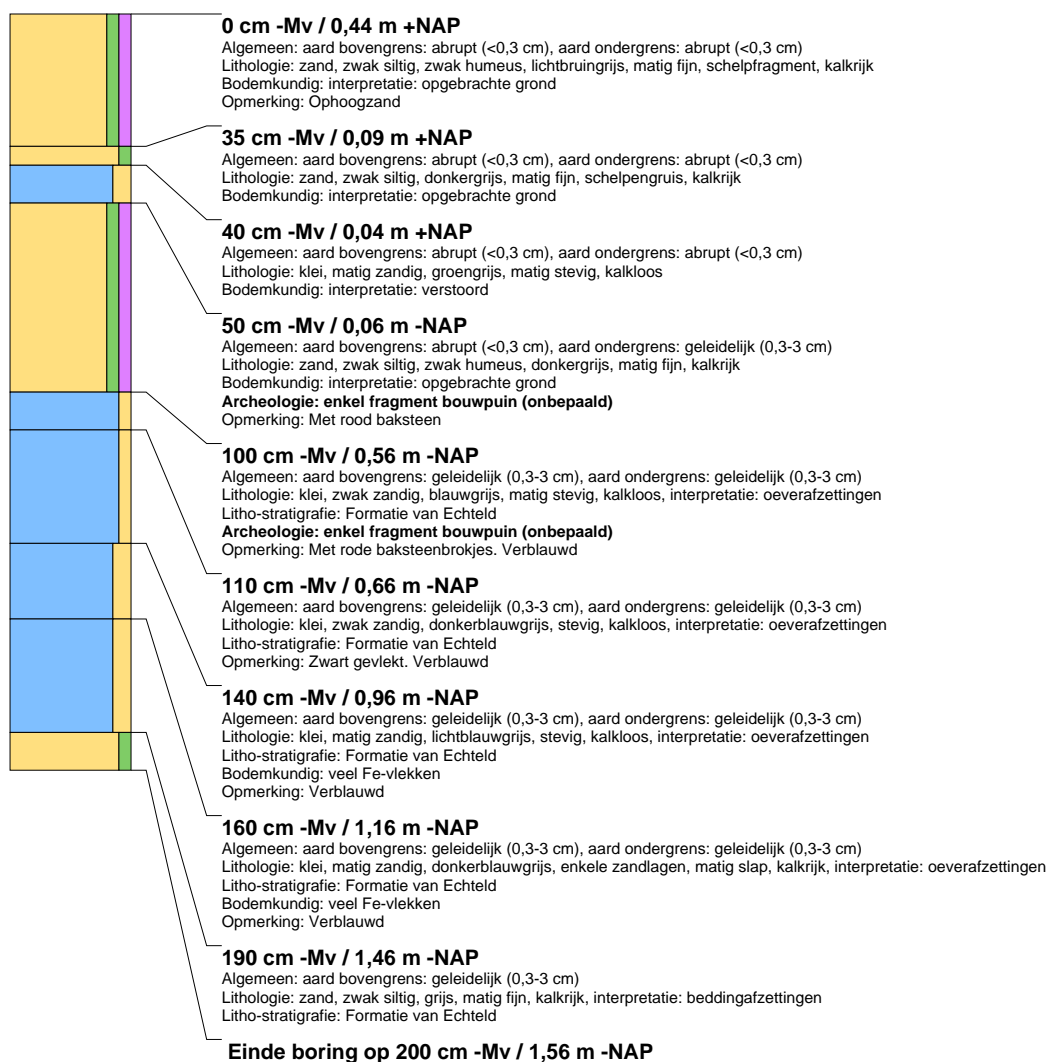 0 cm -Mv / 0,44 m +NAP
Algemeen: aard bovengrens: abrupt (<0,3 cm), aard ondergrens: abrupt (<0,3 cm)
Lithologie: zand, zwak siltig, zwak humeus, lichtbruingrijs, matig fijn, schelpfragment, kalkrijk
Bodemkundig: interpretatie: opgebrachte grond
Opmerking: Ophoogzand
35 cm -Mv / 0,09 m +NAP
Algemeen: aard bovengrens: abrupt (<0,3 cm), aard ondergrens: abrupt (<0,3 cm)
Lithologie: zand, zwak siltig, donkergrijs, matig fijn, schelpengruis, kalkrijk
Bodemkundig: interpretatie: opgebrachte grond
40 cm -Mv / 0,04 m +NAP
Algemeen: aard bovengrens: abrupt (<0,3 cm), aard ondergrens: abrupt (<0,3 cm)
Lithologie: klei, matig zandig, groengrijs, matig stevig, kalkloos
Bodemkundig: interpretatie: verstoord
50 cm -Mv / 0,06 m -NAP
Algemeen: aard bovengrens: abrupt (<0,3 cm), aard ondergrens: geleidelijk (0,3-3 cm)
Lithologie: zand, zwak siltig, zwak humeus, donkergrijs, matig fijn, kalkrijk
Bodemkundig: interpretatie: opgebrachte grond
Archeologie: enkel fragment bouwpuin (onbepaald)
Opmerking: Met rood baksteen
100 cm -Mv / 0,56 m -NAP
Algemeen: aard bovengrens: geleidelijk (0,3-3 cm), aard ondergrens: geleidelijk (0,3-3 cm)
Lithologie: klei, zwak zandig, blauwgrijs, matig stevig, kalkloos, interpretatie: oeverafzettingen
Litho-stratigrafie: Formatie van Echteld
Archeologie: enkel fragment bouwpuin (onbepaald)
Opmerking: Met rode baksteenbrokjes. Verblauwd
110 cm -Mv / 0,66 m -NAP
Algemeen: aard bovengrens: geleidelijk (0,3-3 cm), aard ondergrens: geleidelijk (0,3-3 cm)
Lithologie: klei, zwak zandig, donkerblauwgrijs, stevig, kalkloos, interpretatie: oeverafzettingen
Litho-stratigrafie: Formatie van Echteld
Opmerking: Zwart gevlekt. Verblauwd
140 cm -Mv / 0,96 m -NAP
Algemeen: aard bovengrens: geleidelijk (0,3-3 cm), aard ondergrens: geleidelijk (0,3-3 cm)
Lithologie: klei, matig zandig, lichtblauwgrijs, stevig, kalkloos, interpretatie: oeverafzettingen
Litho-stratigrafie: Formatie van Echteld
Bodemkundig: veel Fe-vlekken
Opmerking: Verblauwd
160 cm -Mv / 1,16 m -NAP
Algemeen: aard bovengrens: geleidelijk (0,3-3 cm), aard ondergrens: geleidelijk (0,3-3 cm)
Lithologie: klei, matig zandig, donkerblauwgrijs, enkele zandlagen, matig slap, kalkrijk, interpretatie: oeverafzettingen
Litho-stratigrafie: Formatie van Echteld
Bodemkundig: veel Fe-vlekken
Opmerking: Verblauwd
190 cm -Mv / 1,46 m -NAP
Algemeen: aard bovengrens: geleidelijk (0,3-3 cm)
Lithologie: zand, zwak siltig, grijs, matig fijn, kalkrijk, interpretatie: beddingafzettingen
Litho-stratigrafie: Formatie van Echteld
Einde boring op 200 cm -Mv / 1,56 m -NAP